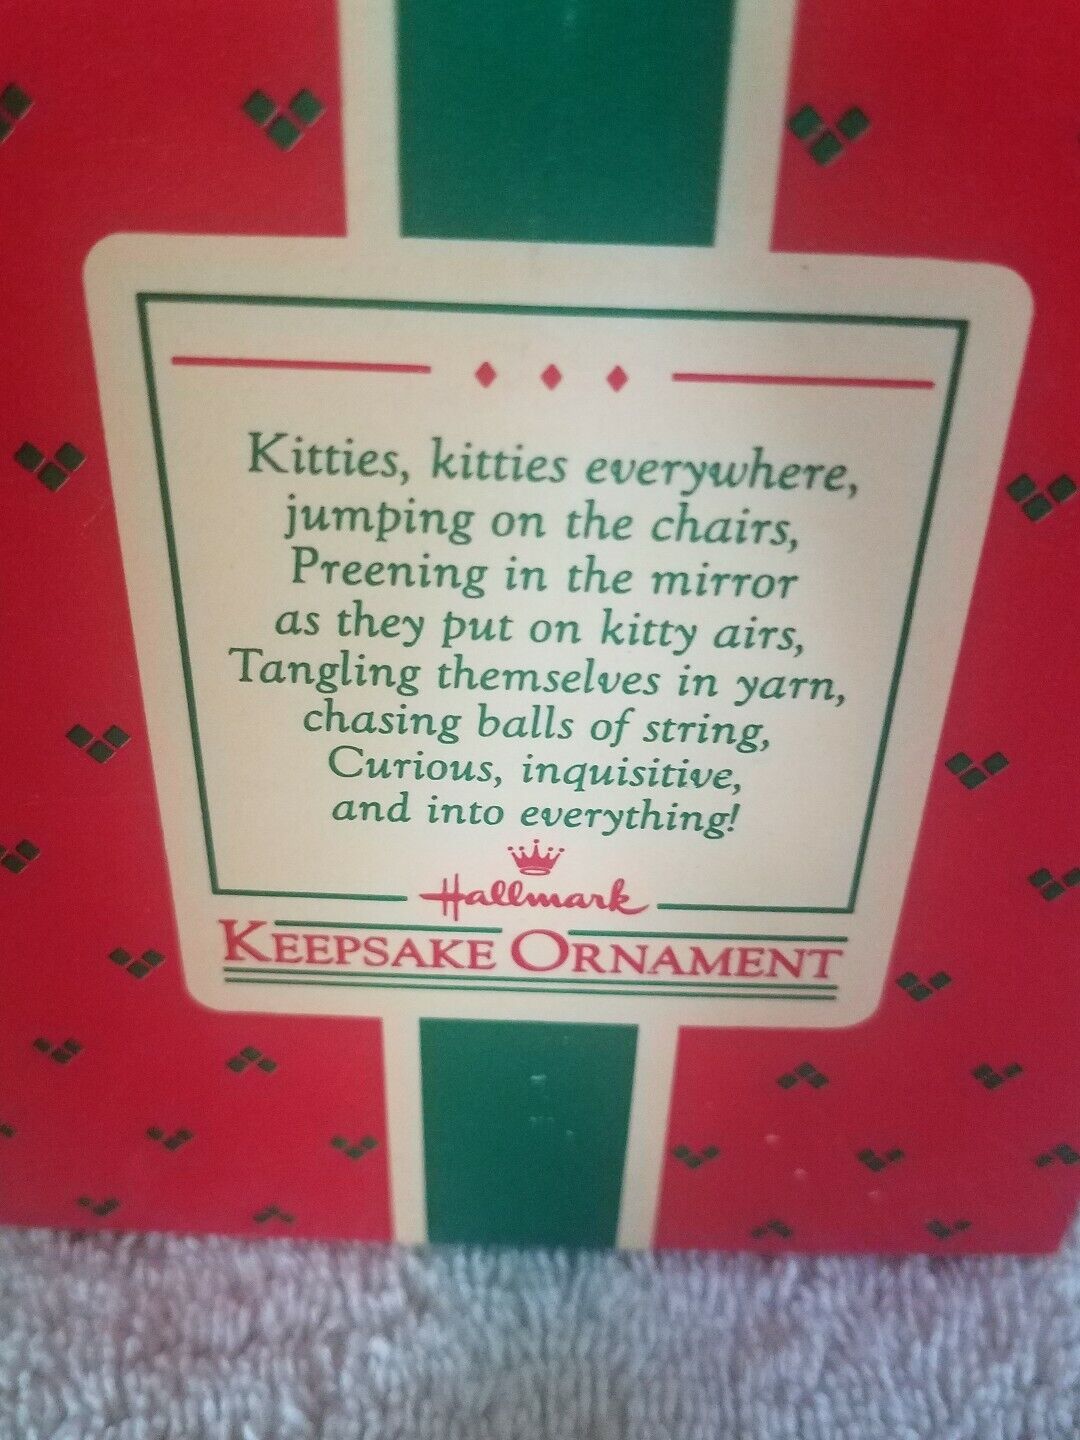 Kitties, kitties everywhere,
jumping on the chairs,
Preening in the mirror
as they put on kitty airs,
Tangling themselves in yarn,
chasing balls of string,
Curious, inquisitive,
and into everything!
Hallmark
KEEPSAKE ORNAMENT